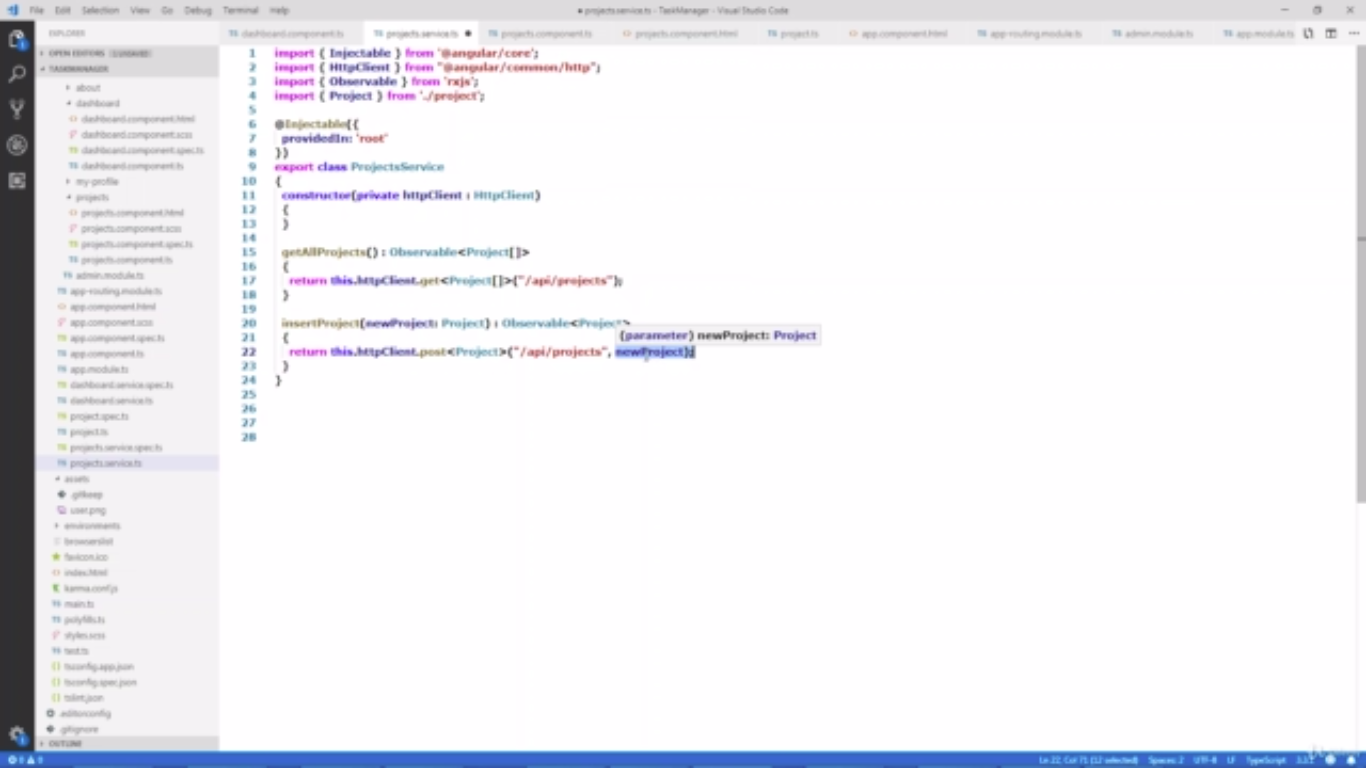 File Edit Selection View Go Debug Terminal Help
● projects.service.ts - TaskManager - Visual Studio Code
EXPLORER
OPEN EDITORS 1 UNSAVED
TASKMANAGER
about
dashboard
dashboard.component.html
dashboard.component.scss
dashboard.component.spec.ts
dashboard.component.ts
my-profile
projects
projects.component.html
projects.component.scss
projects.component.spec.ts
projects.component.ts
admin.module.ts
app-routing.module.ts
app.component.html
app.component.scss
app.component.spec.ts
app.component.ts
app.module.ts
dashboard.service.spec.ts
dashboard.service.ts
project.spec.ts
project.ts
projects.service.spec.ts
projects.service.ts
assets
.gitkeep
user.png
environments
browserslist
favicon.ico
index.html
karma.conf.js
main.ts
polyfills.ts
styles.scss
test.ts
tsconfig.app.json
tsconfig.spec.json
tslint.json
.editorconfig
.gitignore
OUTLINE
dashboard.component.ts projects.service.ts ● projects.component.ts projects.component.html project.ts app.component.html app-routing.module.ts admin.module.ts app.module.ts
1 import { Injectable } from '@angular/core';
2 import { HttpClient } from "@angular/common/http";
3 import { Observable } from 'rxjs';
4 import { Project } from './project';
5
6 @Injectable({
7 providedIn: 'root'
8 })
9 export class ProjectsService
10 {
11 constructor(private httpClient : HttpClient)
12 {
13 }
14
15 getAllProjects() : Observable<Project[]>
16 {
17 return this.httpClient.get<Project[]>("/api/projects");
18 }
19
20 insertProject(newProject: Project) : Observable<Project>
21 {
(parameter) newProject: Project
22 return this.httpClient.post<Project>("/api/projects", newProject);
23 }
24 }
25
26
27
28
0 0 Ln 22, Col 71 (12 selected) Spaces: 2 UTF-8 LF TypeScript